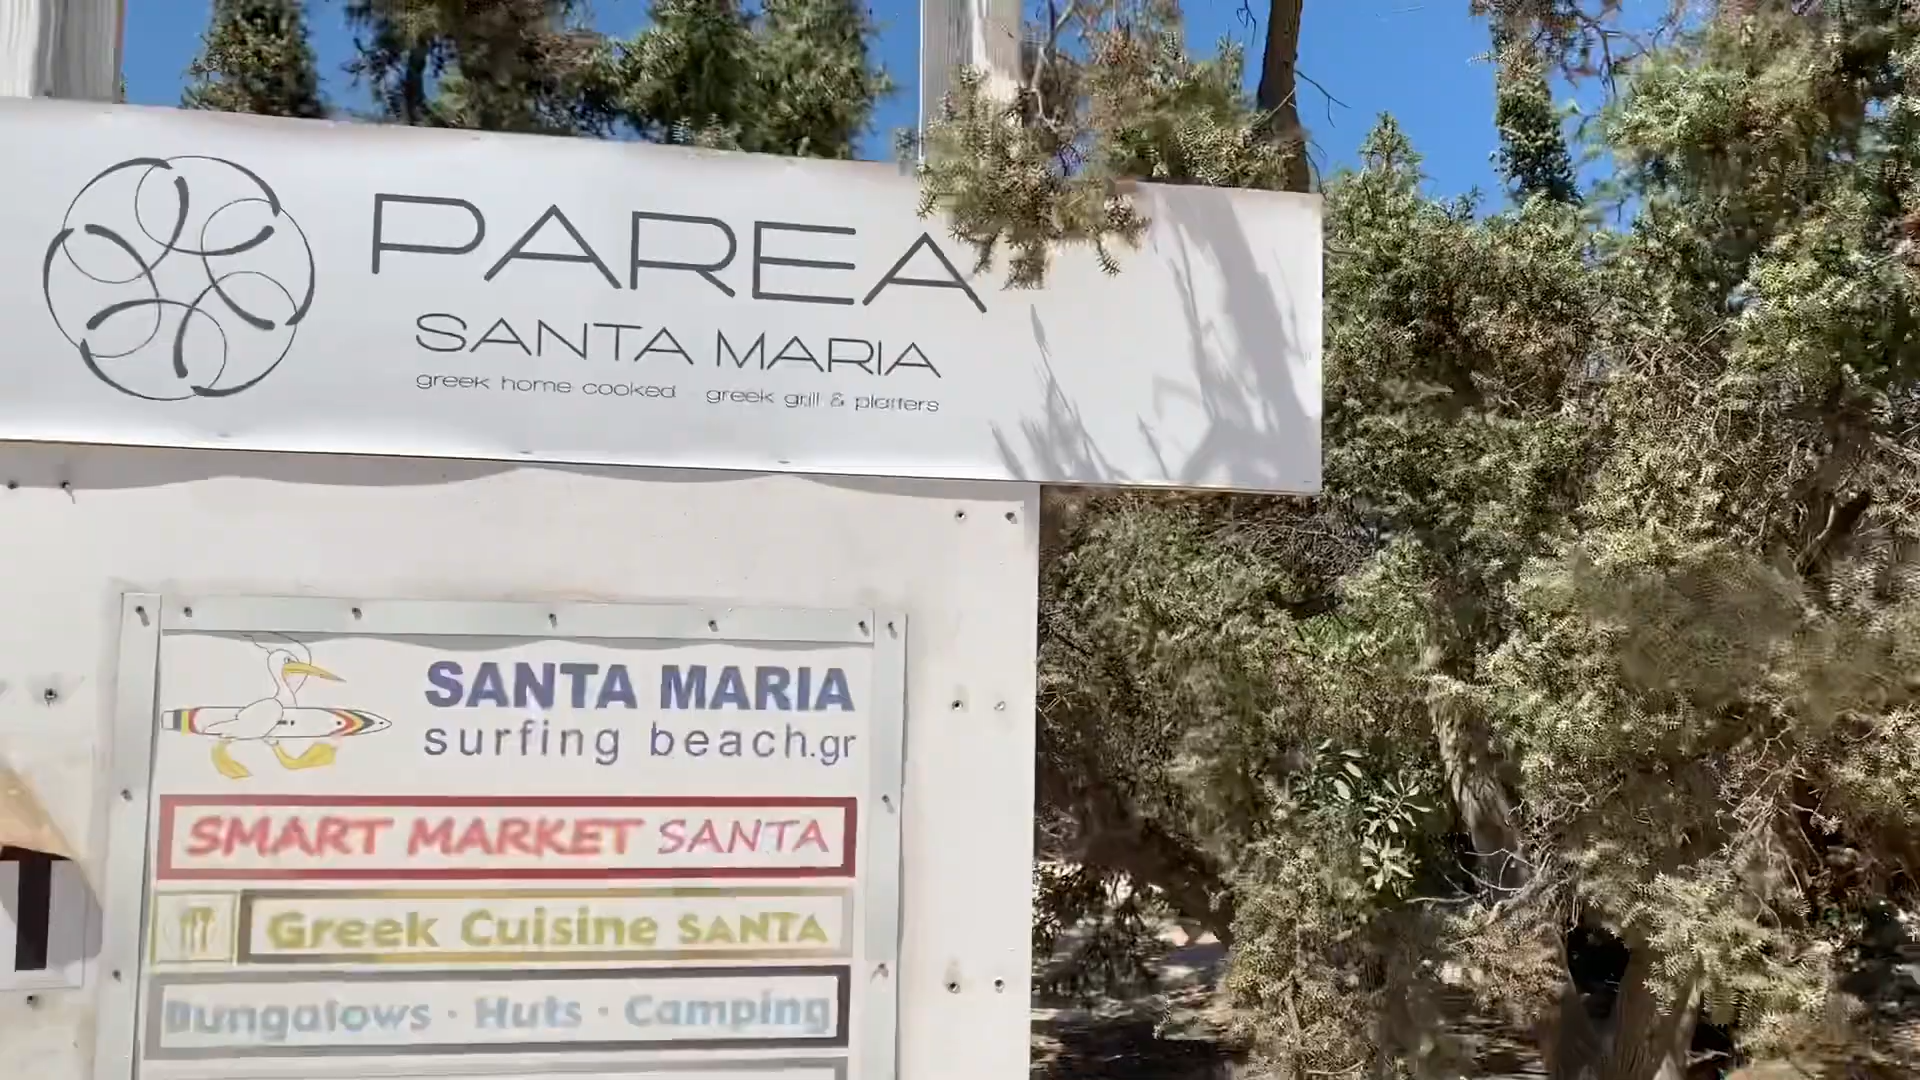 PAREA
SANTA MARIA
greek home cooked greek grill & platters
SANTA MARIA
surfing beach.gr
SMART MARKET SANTA
Greek Cuisine SANTA
Bungalows · Huts · Camping